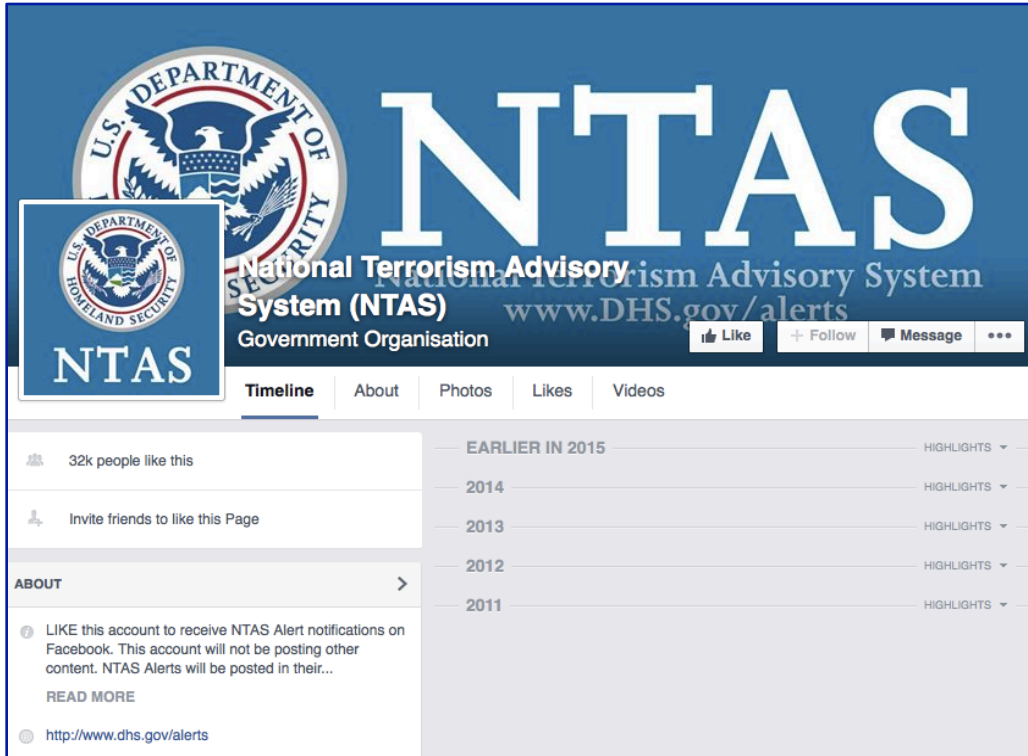 U.S. DEPARTMENT OF
SECURITY
NTAS
National Terrorism Advisory System
www.DHS.gov/alerts
U.S. DEPARTMENT OF
HOMELAND SECURITY
NTAS
National Terrorism Advisory
System (NTAS)
Government Organisation
Like
+ Follow
Message
•••
Timeline
About
Photos
Likes
Videos
32k people like this
Invite friends to like this Page
ABOUT
LIKE this account to receive NTAS Alert notifications on
Facebook. This account will not be posting other
content. NTAS Alerts will be posted in their...
READ MORE
http://www.dhs.gov/alerts
EARLIER IN 2015 HIGHLIGHTS
2014 HIGHLIGHTS
2013 HIGHLIGHTS
2012 HIGHLIGHTS
2011 HIGHLIGHTS